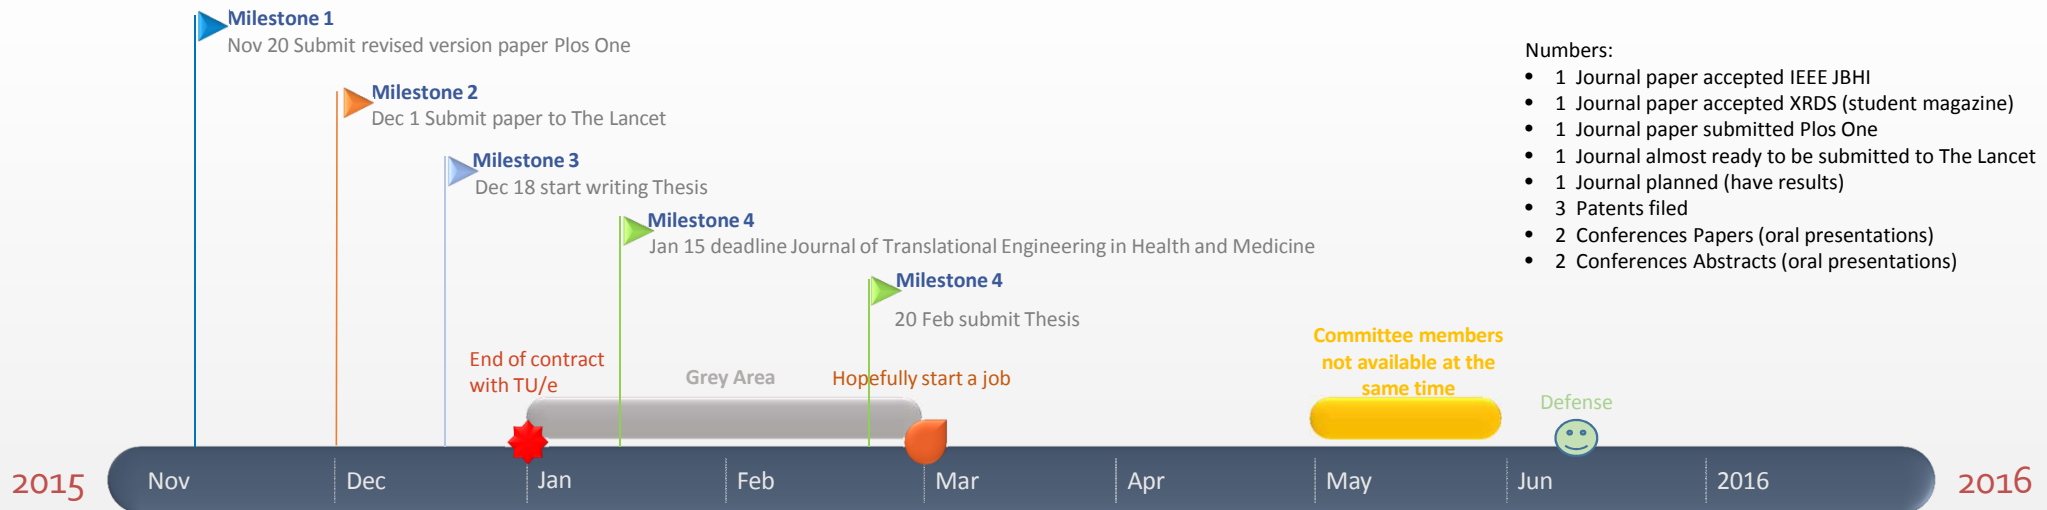 Milestone 1
Nov 20 Submit revised version paper Plos One
Milestone 2
Dec 1 Submit paper to The Lancet
Milestone 3
Dec 18 start writing Thesis
Milestone 4
Jan 15 deadline Journal of Translational Engineering in Health and Medicine
Milestone 4
20 Feb submit Thesis
Numbers:
• 1 Journal paper accepted IEEE JBHI
• 1 Journal paper accepted XRDS (student magazine)
• 1 Journal paper submitted Plos One
• 1 Journal almost ready to be submitted to The Lancet
• 1 Journal planned (have results)
• 3 Patents filed
• 2 Conferences Papers (oral presentations)
• 2 Conferences Abstracts (oral presentations)
End of contract
with TU/e
Grey Area
Hopefully start a job
Committee members
not available at the
same time
Defense
2015
Nov
Dec
Jan
Feb
Mar
Apr
May
Jun
2016
2016